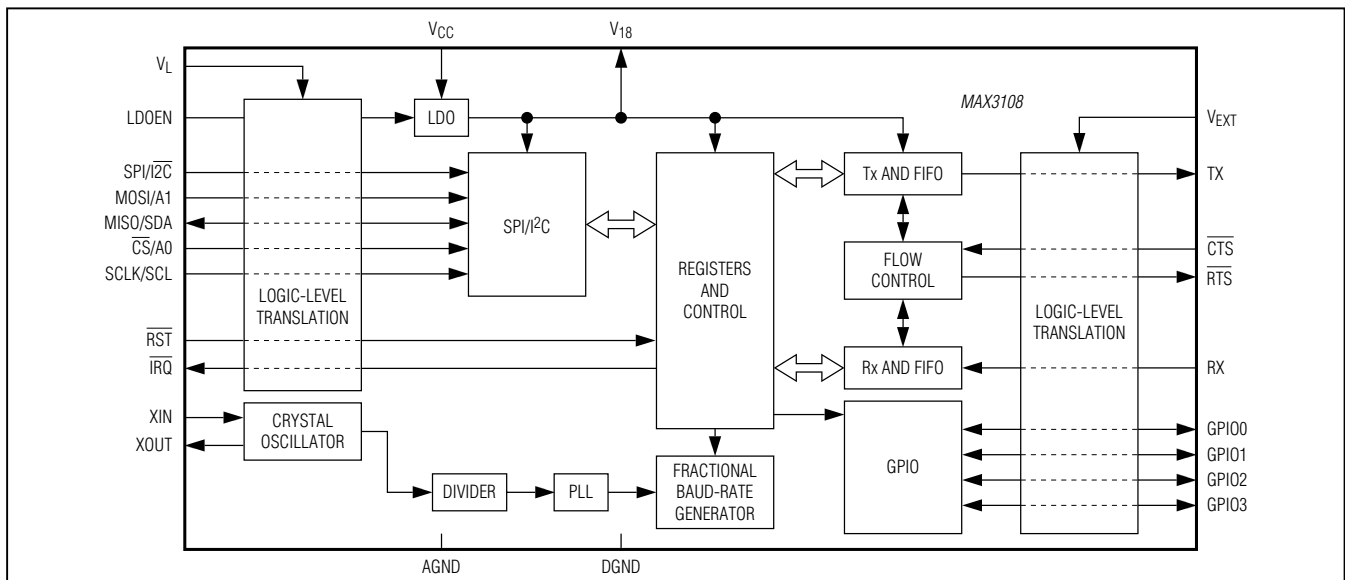 VCC
V18
VL
LDOEN
LDO
MAX3108
VEXT
SPI/I2C
MOSI/A1
MISO/SDA
CS/A0
SCLK/SCL
LOGIC-LEVEL
TRANSLATION
RST
IRQ
SPI/I²C
REGISTERS
AND
CONTROL
Tx AND FIFO
FLOW
CONTROL
Rx AND FIFO
LOGIC-LEVEL
TRANSLATION
TX
CTS
RTS
RX
XIN
XOUT
CRYSTAL
OSCILLATOR
DIVIDER
PLL
FRACTIONAL
BAUD-RATE
GENERATOR
GPIO
GPIO0
GPIO1
GPIO2
GPIO3
AGND
DGND